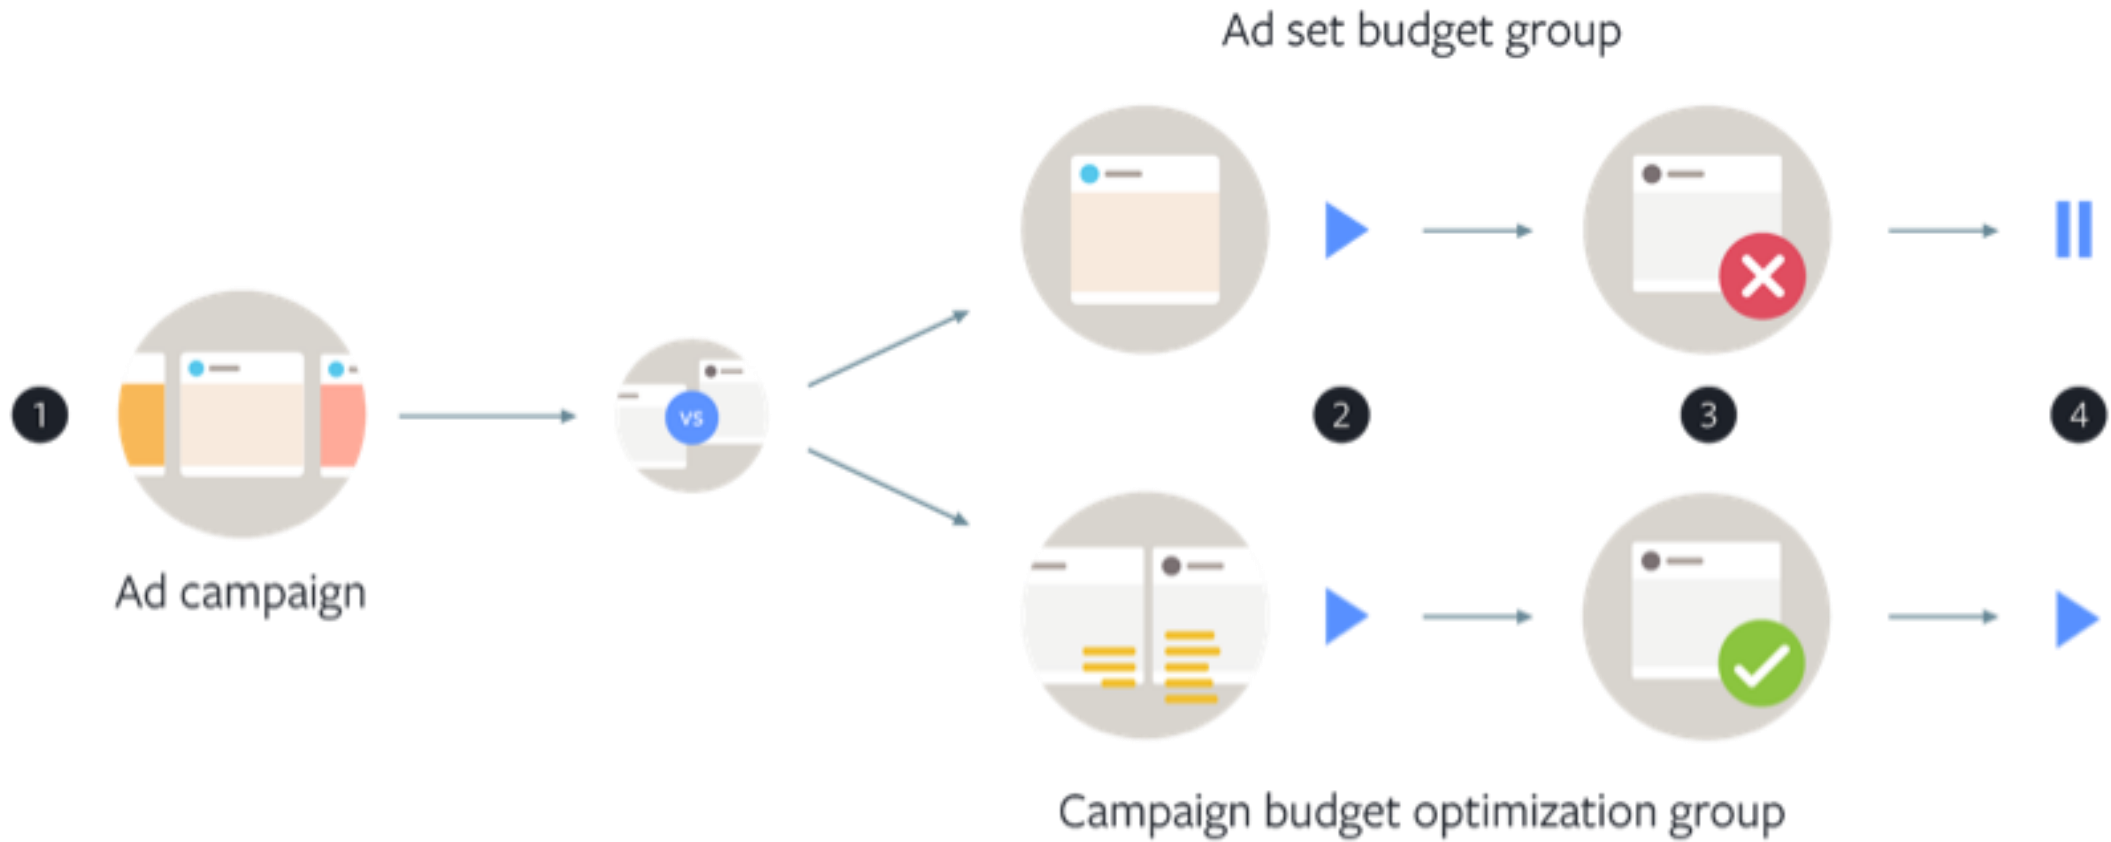 Ad set budget group
1
Ad campaign
vs
2
3
4
Campaign budget optimization group